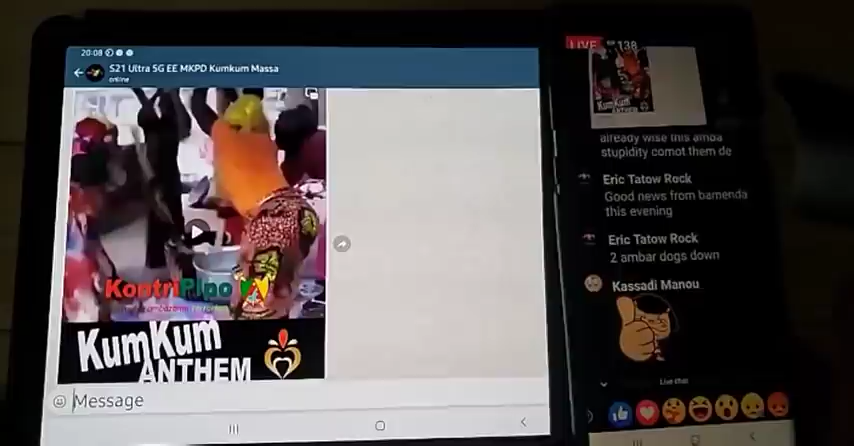 20:08
S21 Ultra 5G EE MKPD Kumkum Massa
online
KontriPipo
KumKum
ANTHEM
Message
LIVE
138
KumKum
already wise this amba
stupidity comot them de
Eric Tatow Rock
Good news from bamenda
this evening
Eric Tatow Rock
2 ambar dogs down
Kassadi Manou
Live chat